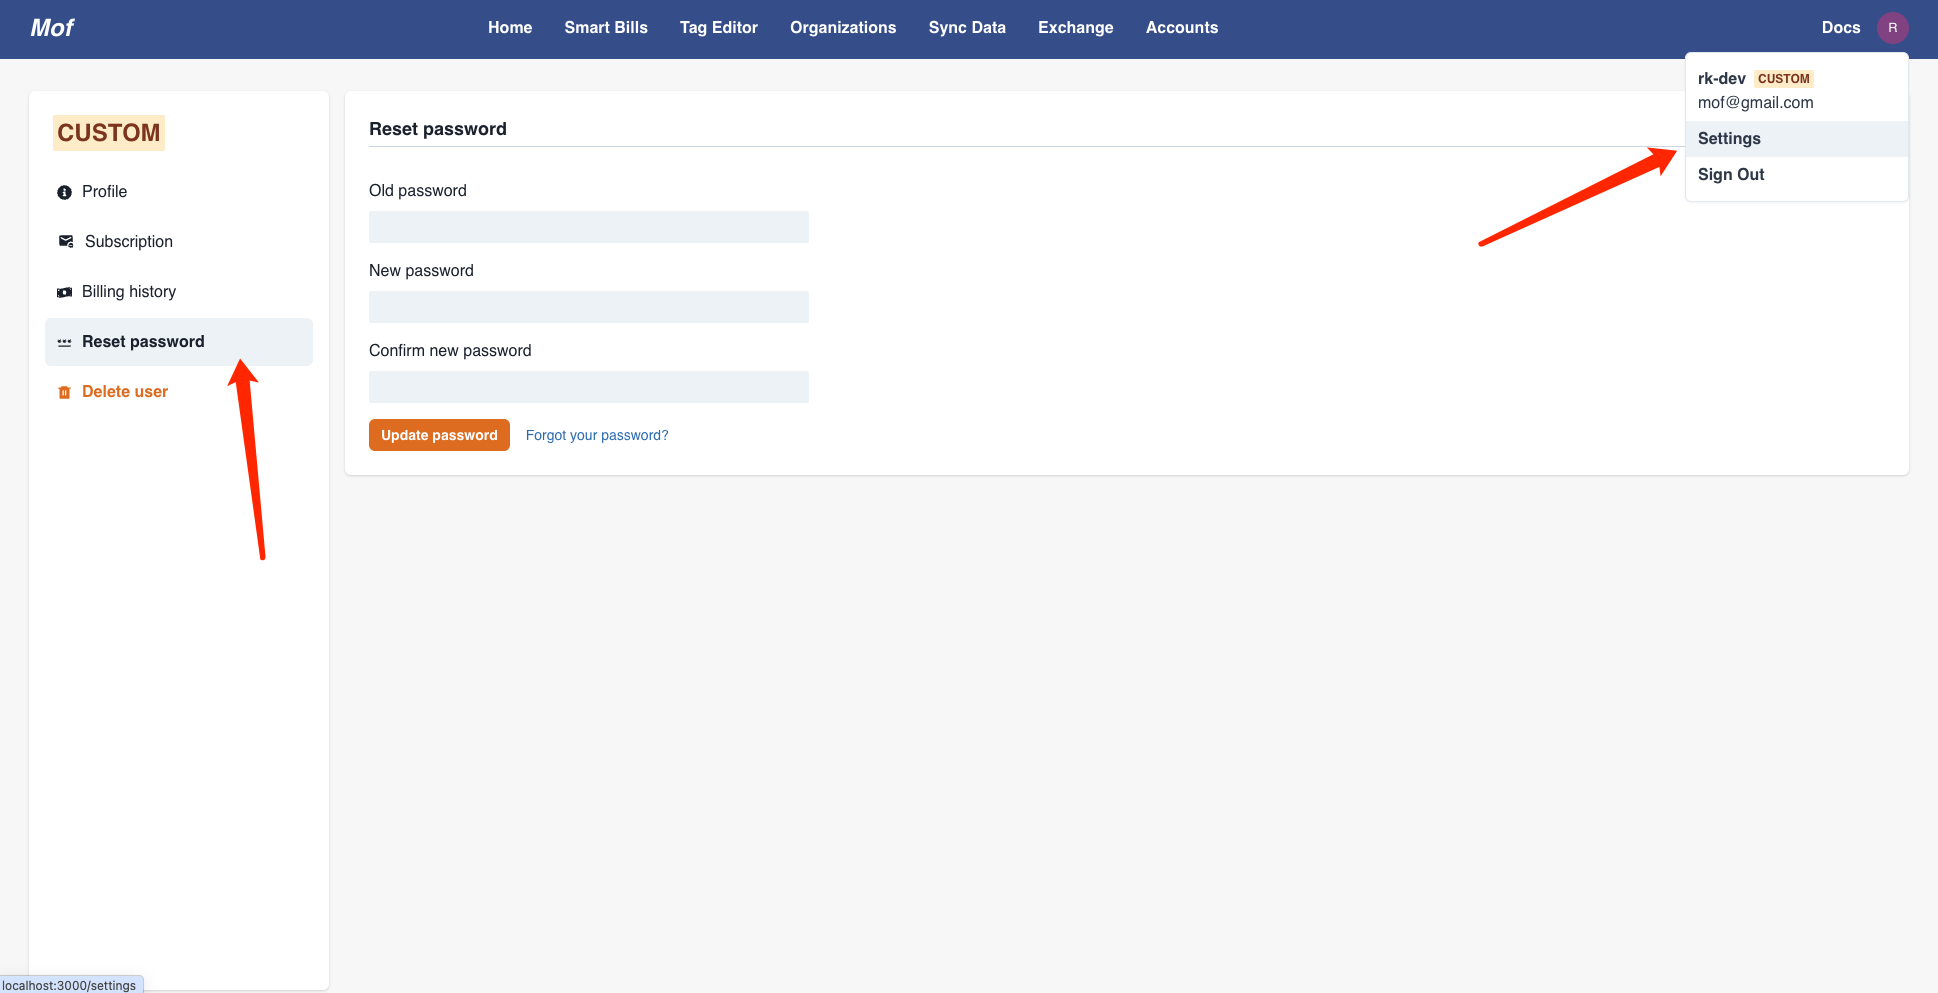 Mof
Home Smart Bills Tag Editor Organizations Sync Data Exchange Accounts
Docs R
rk-dev CUSTOM
mof@gmail.com
Settings
Sign Out
CUSTOM
Profile
Subscription
Billing history
Reset password
Delete user
Reset password
Old password
New password
Confirm new password
Update password Forgot your password?
localhost:3000/settings